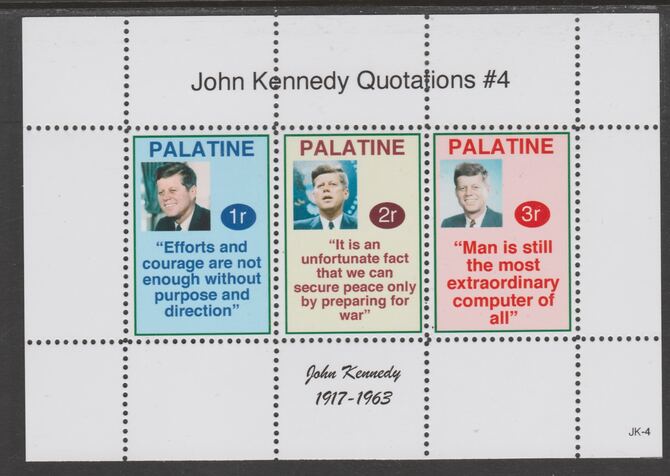 John Kennedy Quotations #4
PALATINE
1r
“Efforts and
courage are not
enough without
purpose and
direction”
PALATINE
2r
“It is an
unfortunate fact
that we can
secure peace only
by preparing for
war”
PALATINE
3r
“Man is still
the most
extraordinary
computer of
all”
John Kennedy
1917-1963
JK-4